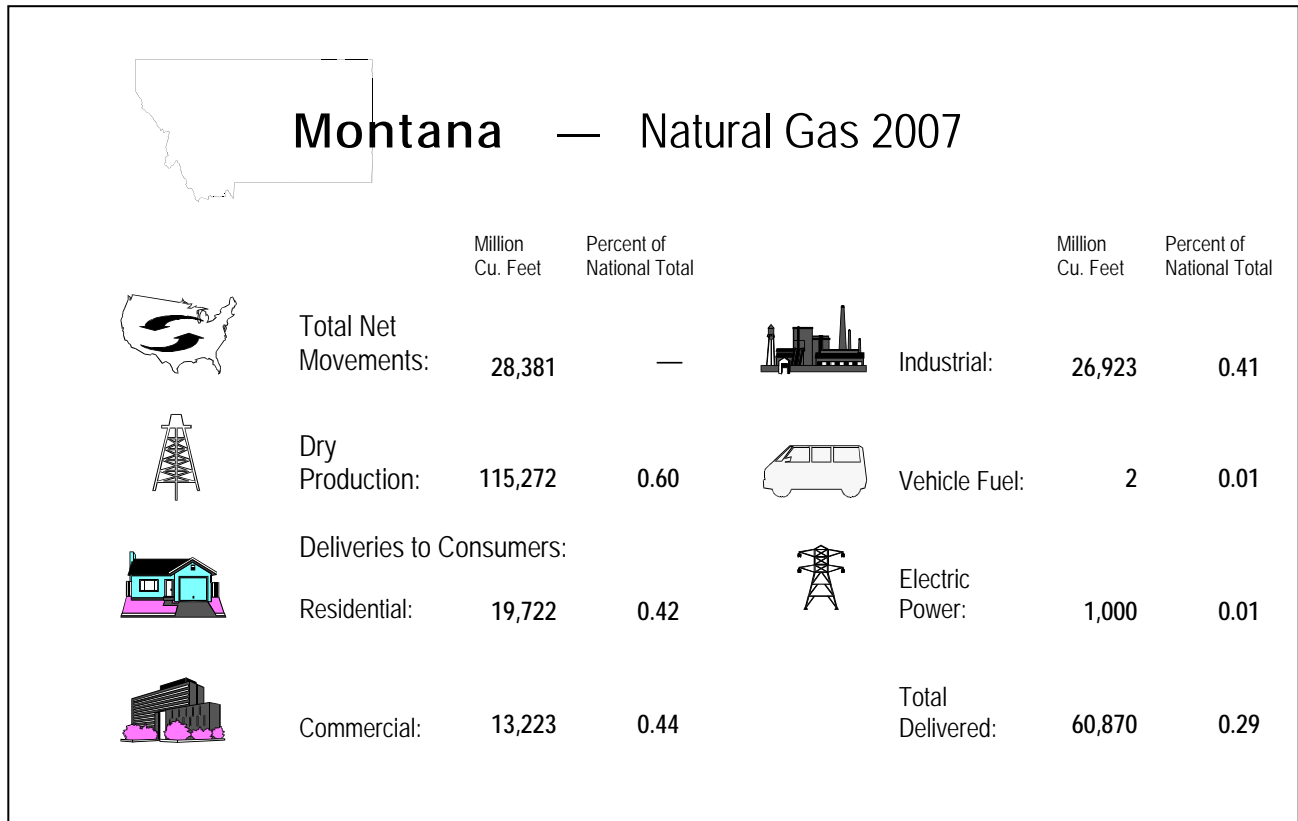 Montana — Natural Gas 2007
Million
Cu. Feet
Percent of
National Total
Total Net
Movements: 28,381 —
Dry
Production: 115,272 0.60
Deliveries to Consumers:
Residential: 19,722 0.42
Commercial: 13,223 0.44
Million
Cu. Feet
Percent of
National Total
Industrial: 26,923 0.41
Vehicle Fuel: 2 0.01
Electric
Power: 1,000 0.01
Total
Delivered: 60,870 0.29